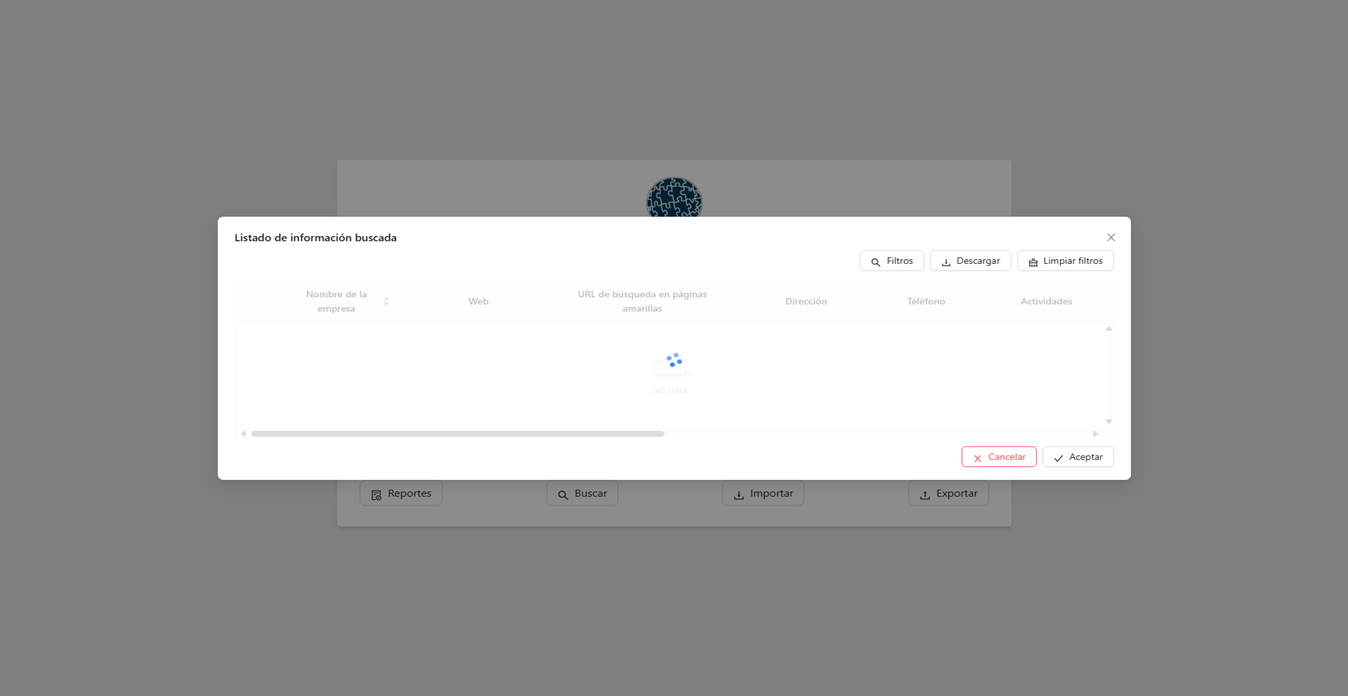 Listado de información buscada
Filtros
Descargar
Limpiar filtros
Nombre de la
empresa
Web
URL de búsqueda en páginas
amarillas
Dirección
Teléfono
Actividades
No data
Cancelar
Aceptar
Reportes
Buscar
Importar
Exportar